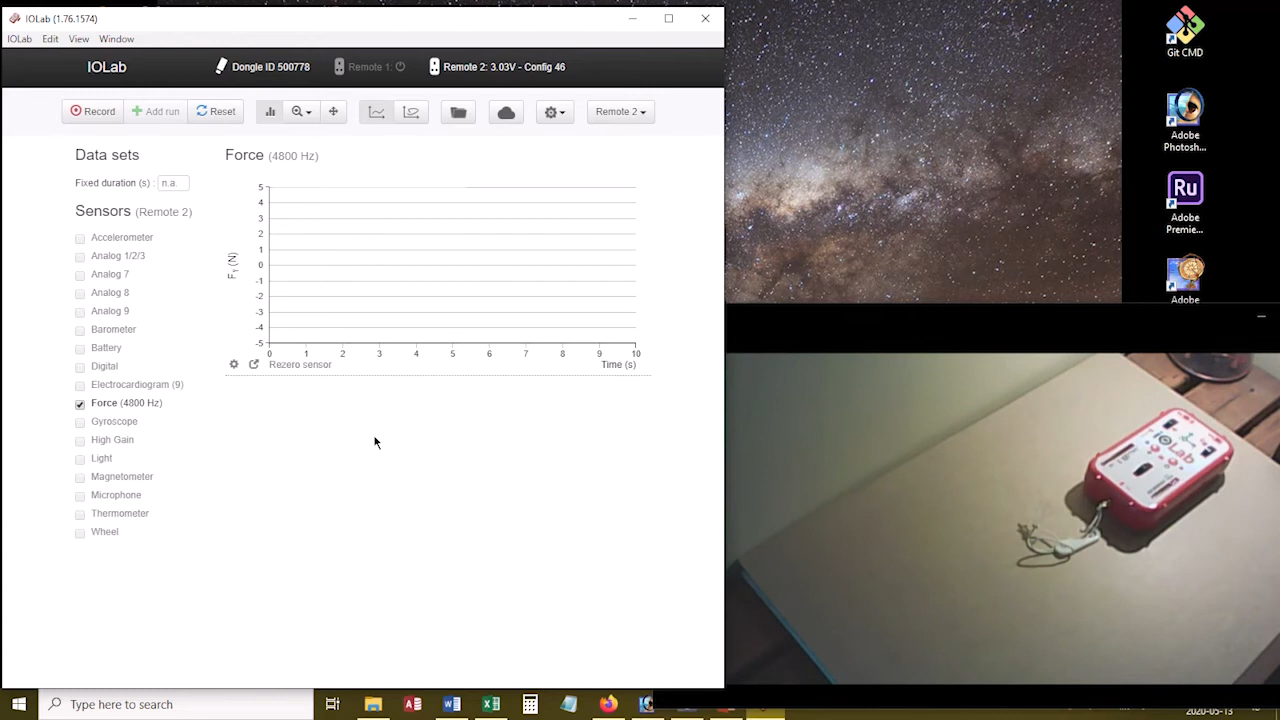 IOLab (1.76.1574)
IOLab Edit View Window
IOLab
Dongle ID 500778
Remote 1:
Remote 2: 3.03V - Config 46
Record
Add run
Reset
Remote 2
Data sets
Fixed duration (s) : n.a.
Sensors (Remote 2)
Accelerometer
Analog 1/2/3
Analog 7
Analog 8
Analog 9
Barometer
Battery
Digital
Electrocardiogram (9)
Force (4800 Hz)
Gyroscope
High Gain
Light
Magnetometer
Microphone
Thermometer
Wheel
Force (4800 Hz)
5
4
3
2
1
0
-1
-2
-3
-4
-5
Fy (N)
0 1 2 3 4 5 6 7 8 9 10
Rezero sensor
Time (s)
Git CMD
Adobe
Photosh...
Ru
Adobe
Premie...
Adobe
Lab
Type here to search
2020-05-13